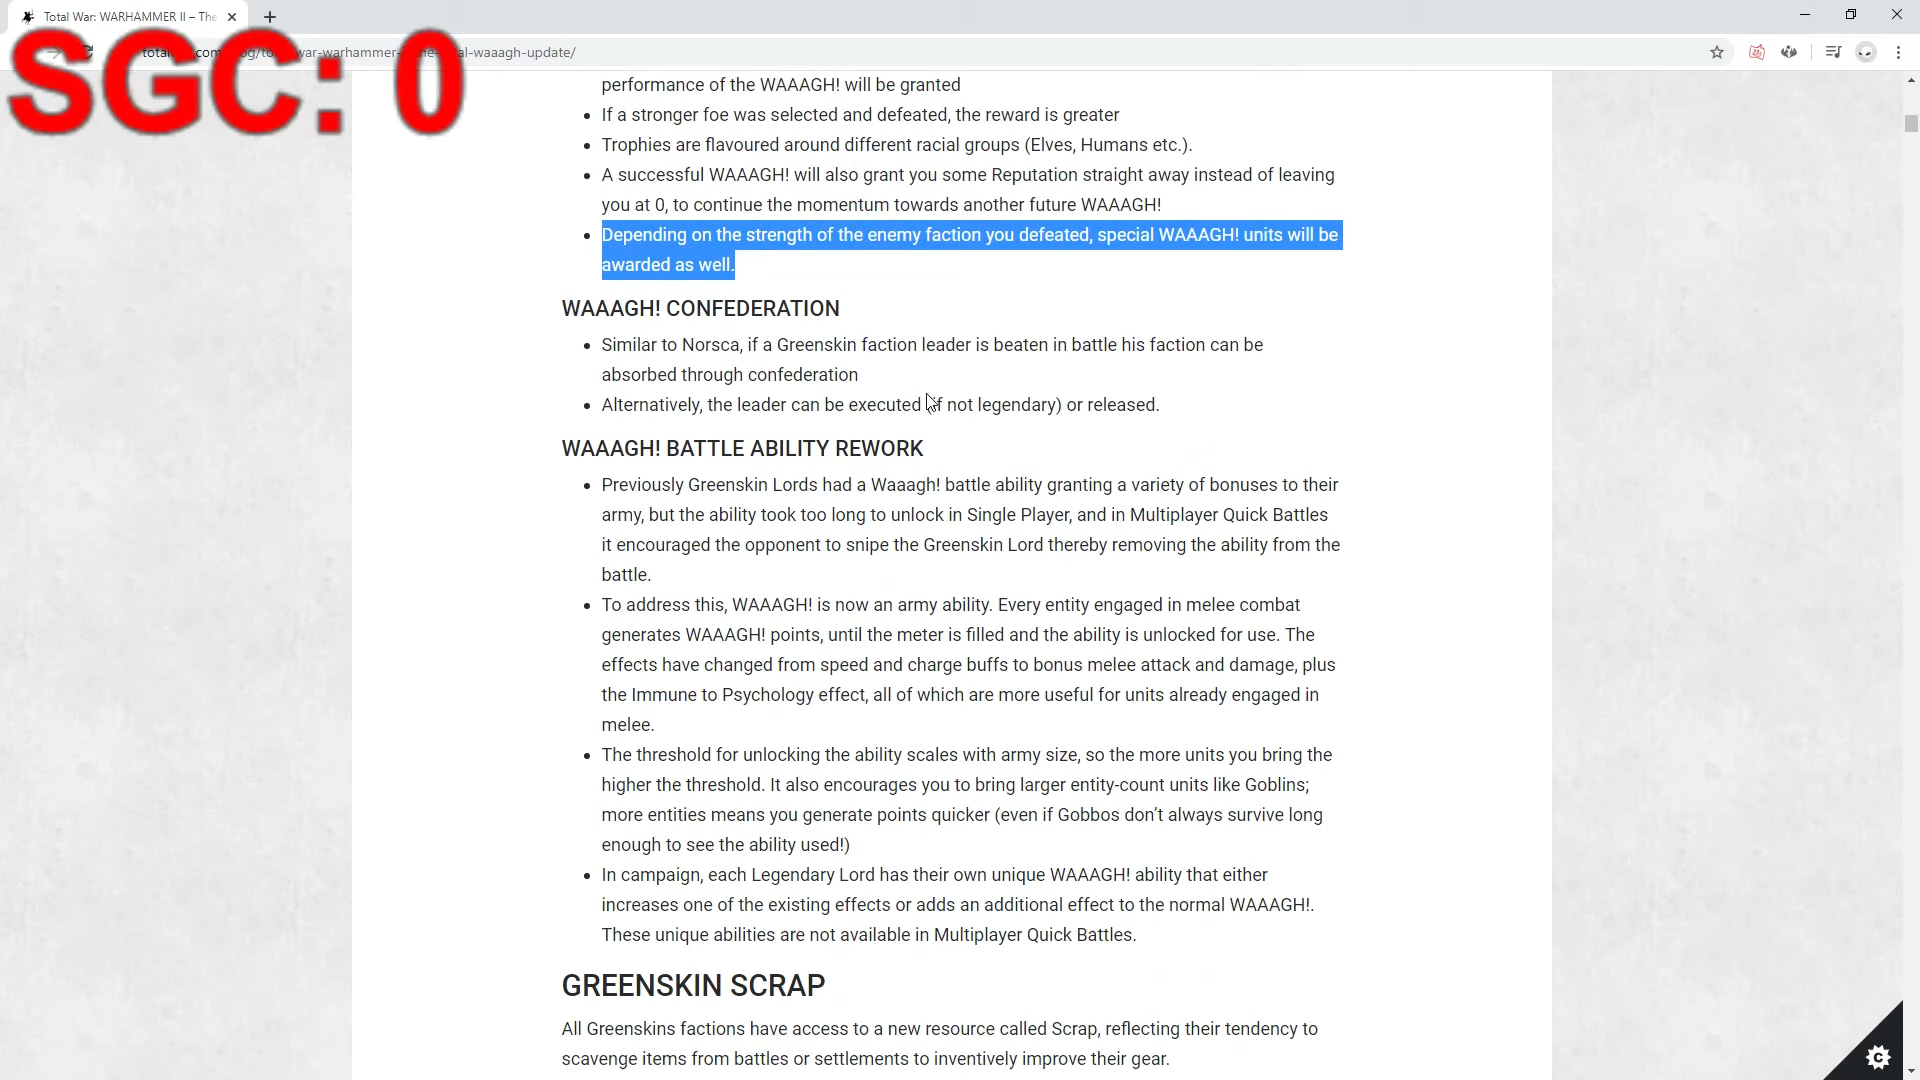 Total War: WARHAMMER II – The
SGC: 0
performance of the WAAAGH! will be granted
If a stronger foe was selected and defeated, the reward is greater
Trophies are flavoured around different racial groups (Elves, Humans etc.).
A successful WAAAGH! will also grant you some Reputation straight away instead of leaving
you at 0, to continue the momentum towards another future WAAAGH!
Depending on the strength of the enemy faction you defeated, special WAAAGH! units will be
awarded as well.
WAAAGH! CONFEDERATION
Similar to Norsca, if a Greenskin faction leader is beaten in battle his faction can be
absorbed through confederation
Alternatively, the leader can be executed (if not legendary) or released.
WAAAGH! BATTLE ABILITY REWORK
Previously Greenskin Lords had a Waaagh! battle ability granting a variety of bonuses to their
army, but the ability took too long to unlock in Single Player, and in Multiplayer Quick Battles
it encouraged the opponent to snipe the Greenskin Lord thereby removing the ability from the
battle.
To address this, WAAAGH! is now an army ability. Every entity engaged in melee combat
generates WAAAGH! points, until the meter is filled and the ability is unlocked for use. The
effects have changed from speed and charge buffs to bonus melee attack and damage, plus
the Immune to Psychology effect, all of which are more useful for units already engaged in
melee.
The threshold for unlocking the ability scales with army size, so the more units you bring the
higher the threshold. It also encourages you to bring larger entity-count units like Goblins;
more entities means you generate points quicker (even if Gobbos don't always survive long
enough to see the ability used!)
In campaign, each Legendary Lord has their own unique WAAAGH! ability that either
increases one of the existing effects or adds an additional effect to the normal WAAAGH!.
These unique abilities are not available in Multiplayer Quick Battles.
GREENSKIN SCRAP
All Greenskins factions have access to a new resource called Scrap, reflecting their tendency to
scavenge items from battles or settlements to inventively improve their gear.